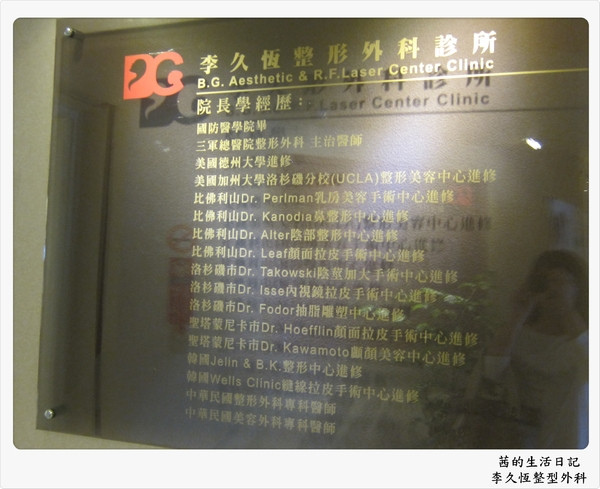 BG
李久恆整形外科診所
B.G. Aesthetic & R.F.Laser Center Clinic
院長學經歷：
國防醫學院畢
三軍總醫院整形外科 主治醫師
美國德州大學進修
美國加州大學洛杉磯分校(UCLA)整形美容中心進修
比佛利山Dr. Perlman乳房美容手術中心進修
比佛利山Dr. Kanodia鼻整形中心進修
比佛利山Dr. Alter陰部整形中心進修
比佛利山Dr. Leaf顏面拉皮手術中心進修
洛杉磯市Dr. Takowski陰莖加大手術中心進修
洛杉磯市Dr. Isse內視鏡拉皮手術中心進修
洛杉磯市Dr. Fodor抽脂雕塑中心進修
聖塔蒙尼卡市Dr. Hoefflin顏面拉皮手術中心進修
聖塔蒙尼卡市Dr. Kawamoto顱顏美容中心進修
韓國Jelin & B.K.整形中心進修
韓國Wells Clinic縫線拉皮手術中心進修
中華民國整形外科專科醫師
中華民國美容外科專科醫師
茜的生活日記
李久恆整型外科